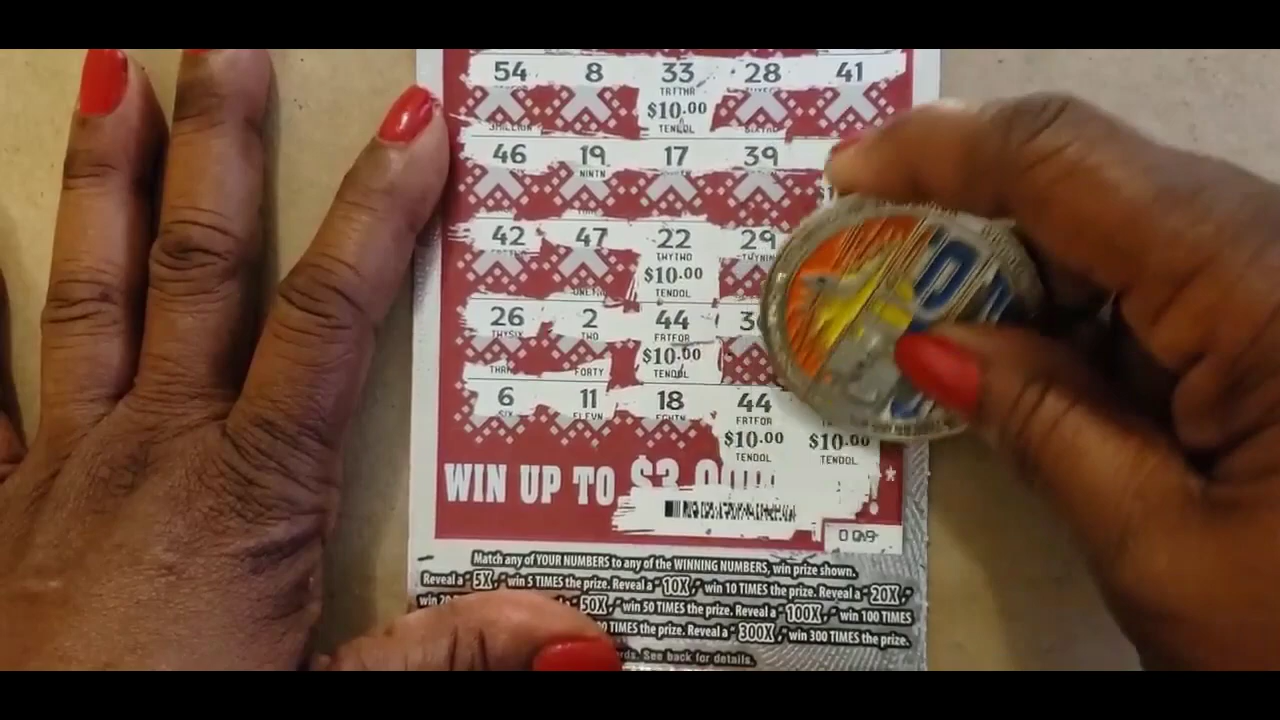 54 8 33 28 41
TRTTHR
$10.00
TENDOL
46 19 17 39
NINTN
42 47 22 29
TWYTWO
$10.00
TENDOL
26 2 44
TWYSIX TWO FRTFOR
$10.00
TENDOL
FORTY
6 11 18 44
SIX ELEVN EGHTN FRTFOR
$10.00 $10.00
TENDOL TENDOL
WIN UP TO
Match any of YOUR NUMBERS to any of the WINNING NUMBERS, win prize shown.
Reveal a "5X," win 5 TIMES the prize. Reveal a "10X," win 10 TIMES the prize. Reveal a "20X,"
win "50X," win 50 TIMES the prize. Reveal a "100X," win 100 TIMES
TIMES the prize. Reveal a "300X," win 300 TIMES the prize.
See back for details.